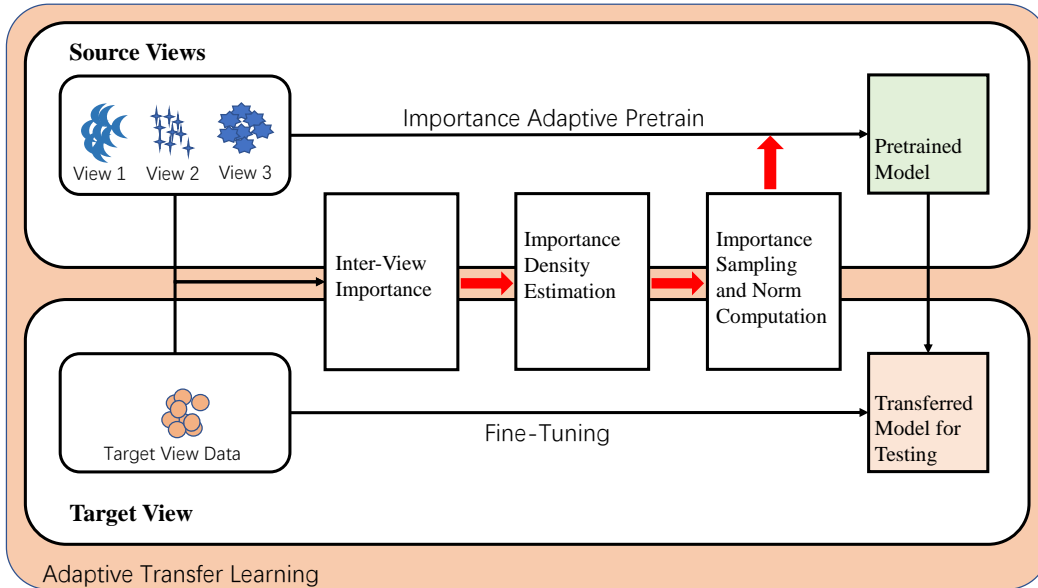 Source Views
View 1
View 2
View 3
Importance Adaptive Pretrain
Pretrained
Model
Inter-View
Importance
Importance
Density
Estimation
Importance
Sampling
and Norm
Computation
Target View Data
Fine-Tuning
Transferred
Model for
Testing
Target View
Adaptive Transfer Learning